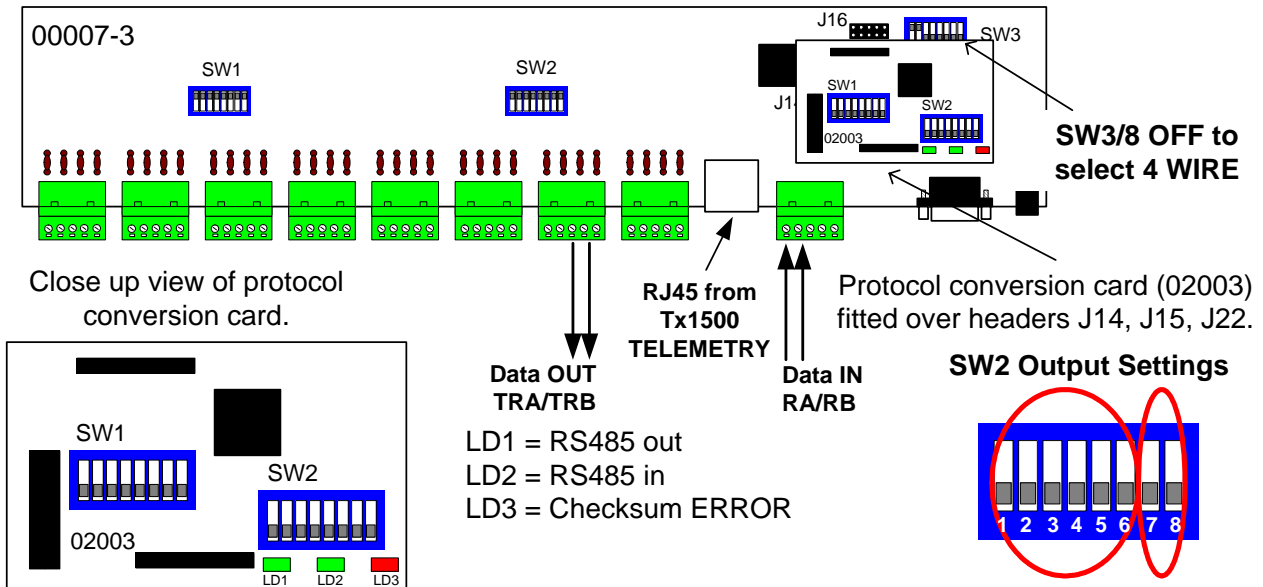 00007-3
SW1
SW2
J16
SW3
J1
SW1
SW2
02003
SW3/8 OFF to
select 4 WIRE
Close up view of protocol
conversion card.
RJ45 from
Tx1500
TELEMETRY
Data OUT
TRA/TRB
Data IN
RA/RB
Protocol conversion card (02003)
fitted over headers J14, J15, J22.
SW2 Output Settings
1 2 3 4 5 6 7 8
LD1 = RS485 out
LD2 = RS485 in
LD3 = Checksum ERROR
SW1
SW2
02003
LD1
LD2
LD3